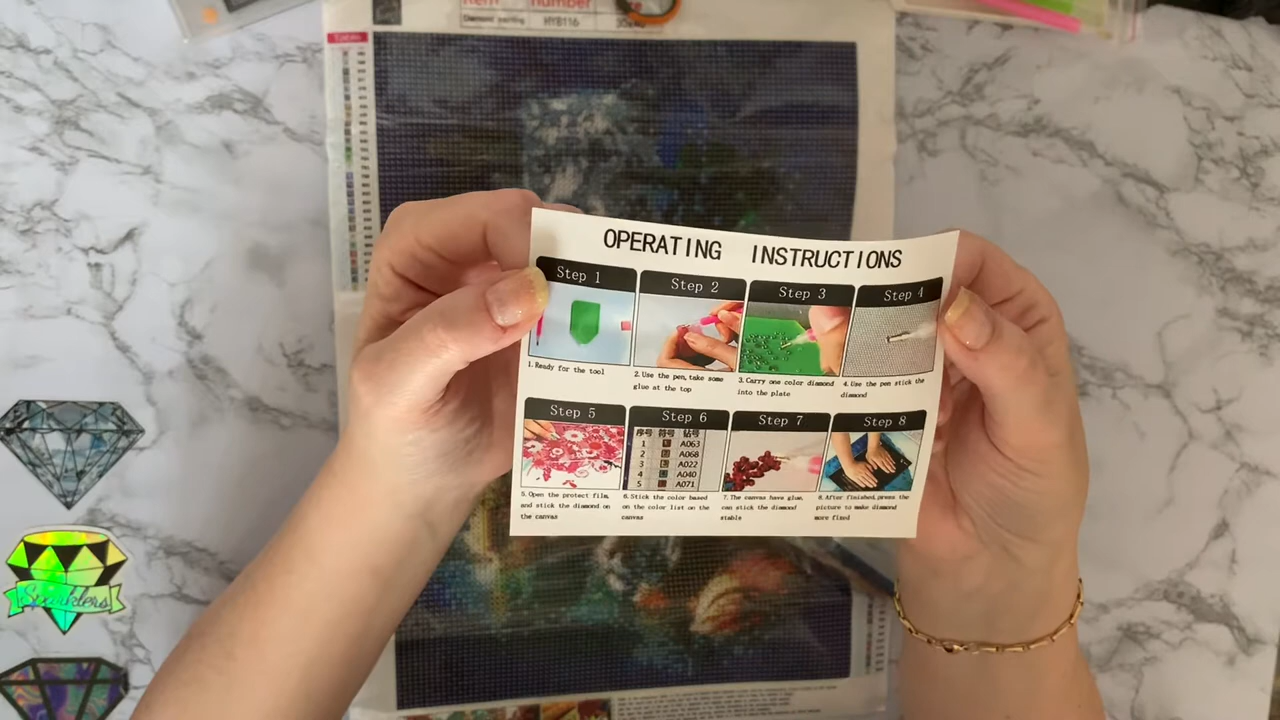 Item number
Diamond painting HY8116
OPERATING INSTRUCTIONS
Step 1
Step 2
Step 3
Step 4
1.Ready for the tool
2.Use the pen,take some
glue at the top
3.Carry one color diamond
into the plate
4.Use the pen stick the
diamond
Step 5
Step 6
Step 7
Step 8
序号 符号 钻号
1 A063
2 A068
3 A022
4 A040
5 A071
5.Open the protect film,
and stick the diamond on
the canvas
6.Stick the color based
on the color list on the
canvas
7.The canvas have glue,
can stick the diamond
stable
8.After finished,press the
picture to make diamond
more fixed
Sparklers